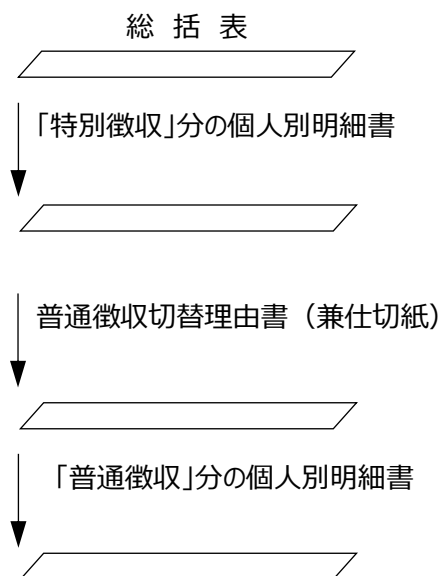 総 括 表
「特別徴収」分の個人別明細書
普通徴収切替理由書（兼仕切紙）
「普通徴収」分の個人別明細書